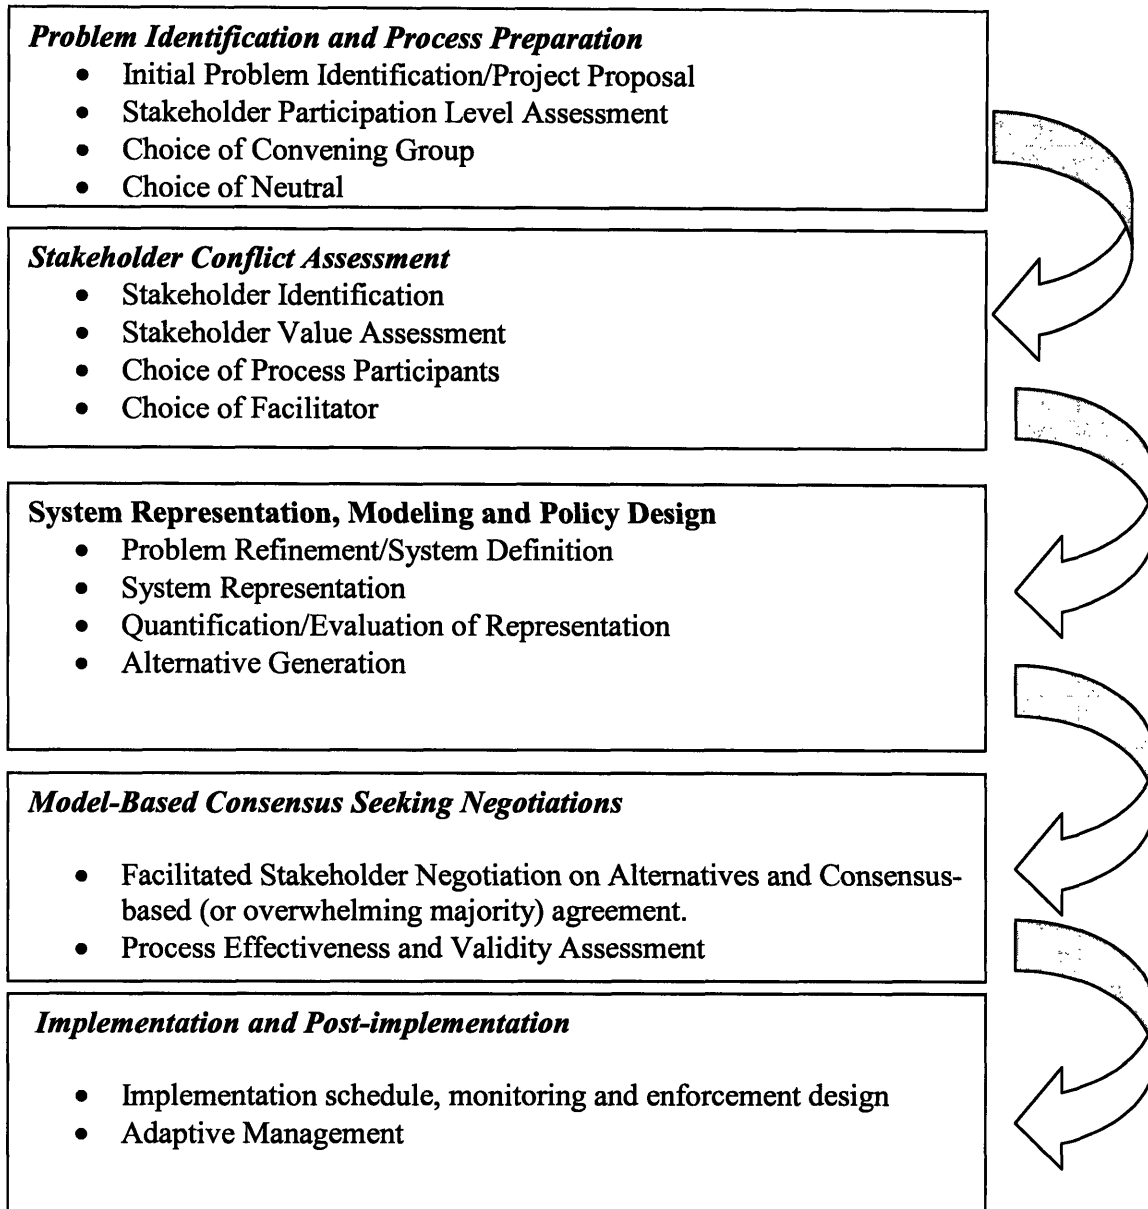 Problem Identification and Process Preparation
• Initial Problem Identification/Project Proposal
• Stakeholder Participation Level Assessment
• Choice of Convening Group
• Choice of Neutral
Stakeholder Conflict Assessment
• Stakeholder Identification
• Stakeholder Value Assessment
• Choice of Process Participants
• Choice of Facilitator
System Representation, Modeling and Policy Design
• Problem Refinement/System Definition
• System Representation
• Quantification/Evaluation of Representation
• Alternative Generation
Model-Based Consensus Seeking Negotiations
• Facilitated Stakeholder Negotiation on Alternatives and Consensus-
based (or overwhelming majority) agreement.
• Process Effectiveness and Validity Assessment
Implementation and Post-implementation
• Implementation schedule, monitoring and enforcement design
• Adaptive Management